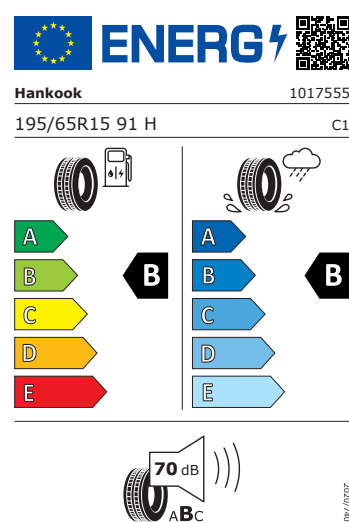 ENERG
Hankook 1017555
195/65R15 91 H C1
A A
B B B B
C C
D D
E E
70 dB
ABC
2020/740